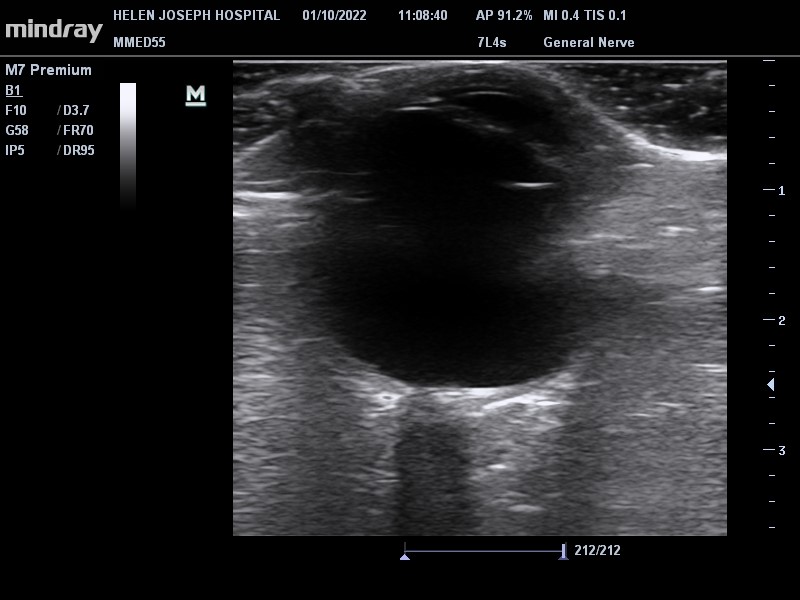 mindray
HELEN JOSEPH HOSPITAL 01/10/2022 11:08:40 AP 91.2% MI 0.4 TIS 0.1
MMED55 7L4s General Nerve
M7 Premium
B1
F10 / D3.7
G58 / FR70
IP5 / DR95
M
1
2
3
212/212